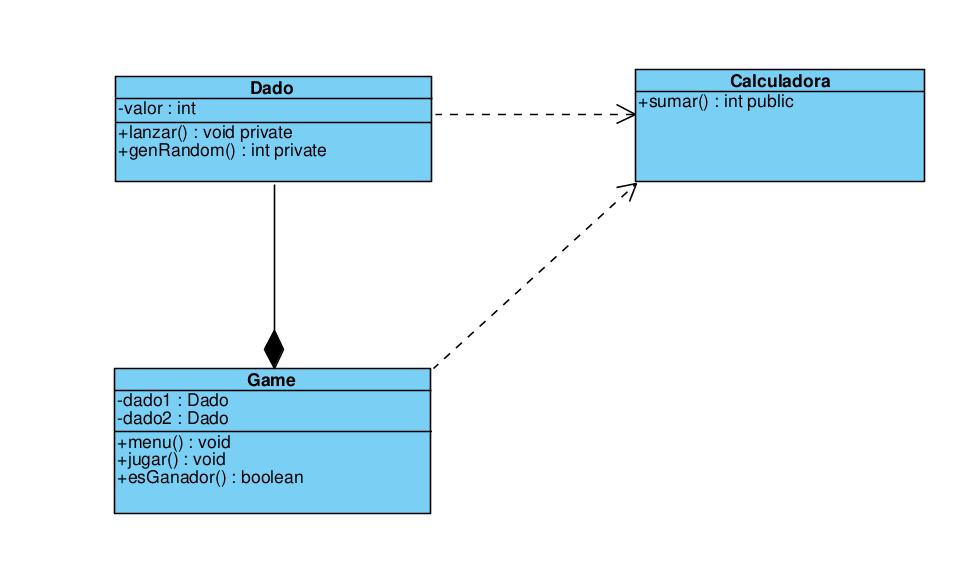 Dado
-valor : int
+lanzar() : void private
+genRandom() : int private
Calculadora
+sumar() : int public
Game
-dado1 : Dado
-dado2 : Dado
+menu() : void
+jugar() : void
+esGanador() : boolean